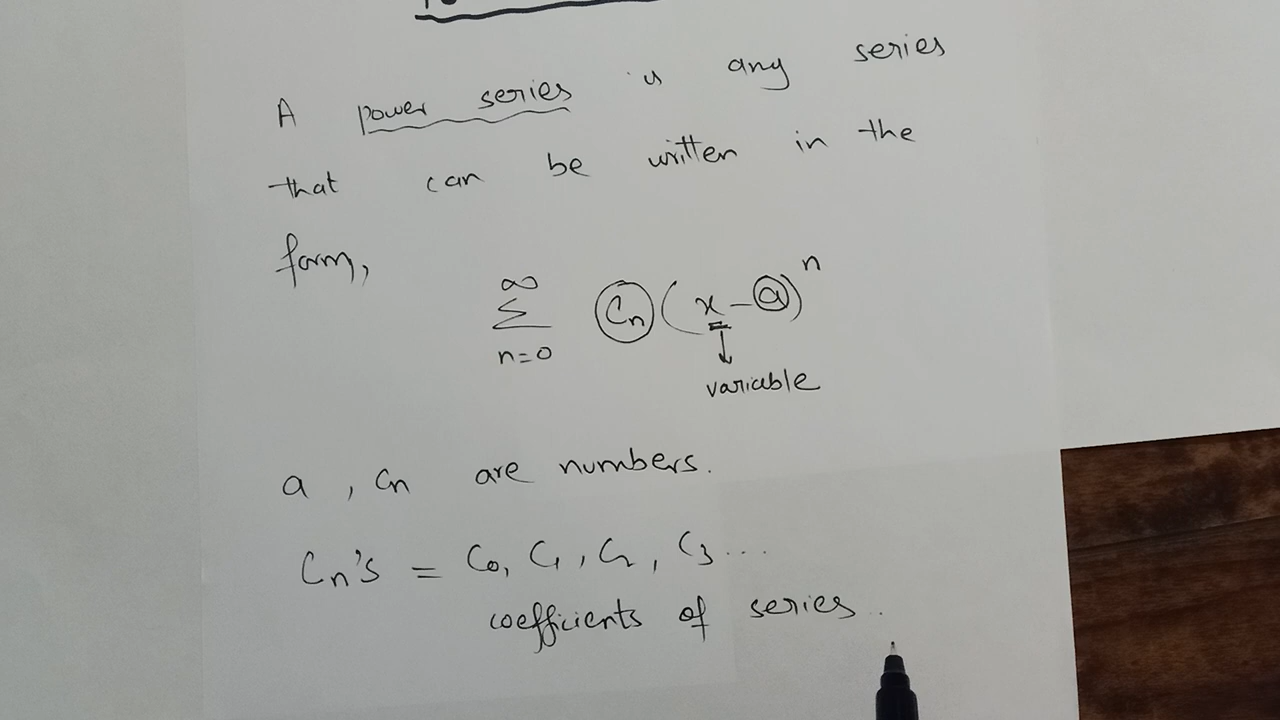 A power series is any series
that can be written in the
form,
∞
Σ Cn (x - a)^n
n=0
variable
a, Cn are numbers.
Cn's = C0, C1, C2, C3 ...
coefficients of series.